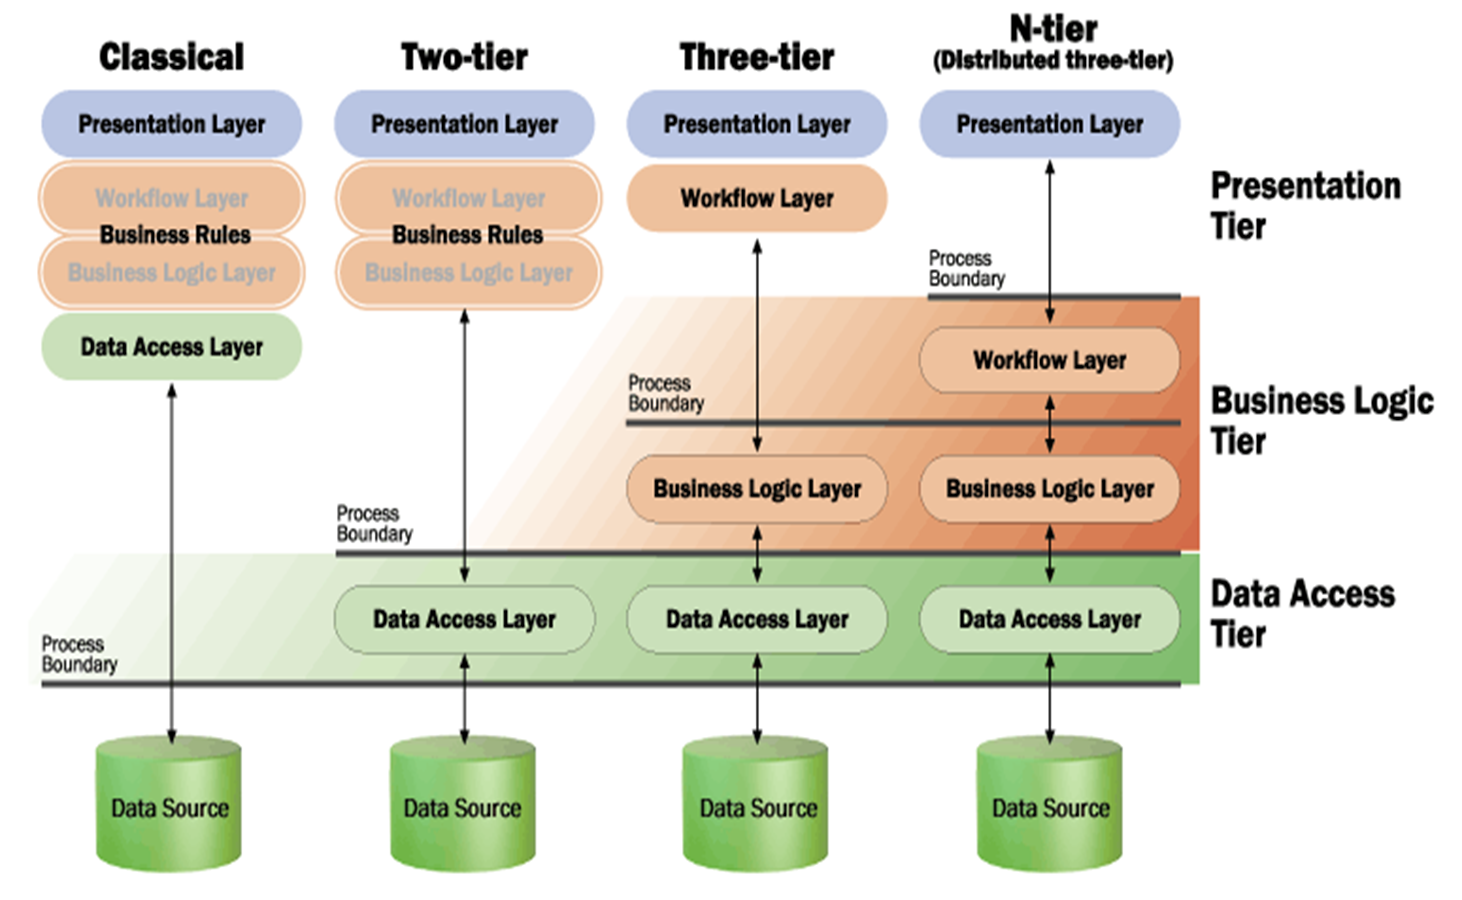 Classical
Presentation Layer
Workflow Layer
Business Rules
Business Logic Layer
Data Access Layer
Process
Boundary
Data Source
Two-tier
Presentation Layer
Workflow Layer
Business Rules
Business Logic Layer
Process
Boundary
Data Access Layer
Data Source
Three-tier
Presentation Layer
Workflow Layer
Process
Boundary
Business Logic Layer
Data Access Layer
Data Source
N-tier
(Distributed three-tier)
Presentation Layer
Process
Boundary
Workflow Layer
Business Logic Layer
Data Access Layer
Data Source
Presentation
Tier
Business Logic
Tier
Data Access
Tier